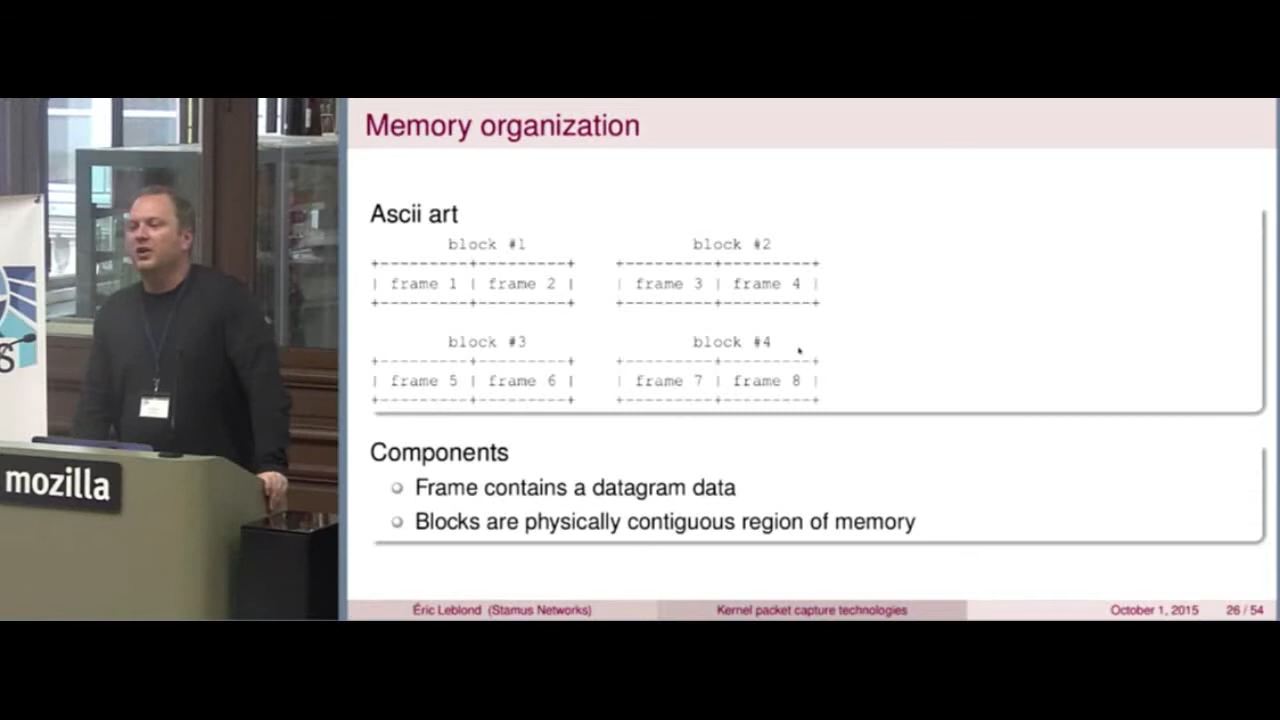 Memory organization
Ascii art
block #1 block #2
+---------+---------+ +---------+---------+
| frame 1 | frame 2 | | frame 3 | frame 4 |
+---------+---------+ +---------+---------+
block #3 block #4
+---------+---------+ +---------+---------+
| frame 5 | frame 6 | | frame 7 | frame 8 |
+---------+---------+ +---------+---------+
Components
Frame contains a datagram data
Blocks are physically contiguous region of memory
Éric Leblond (Stamus Networks) Kernel packet capture technologies October 1, 2015 26 / 54
mozilla